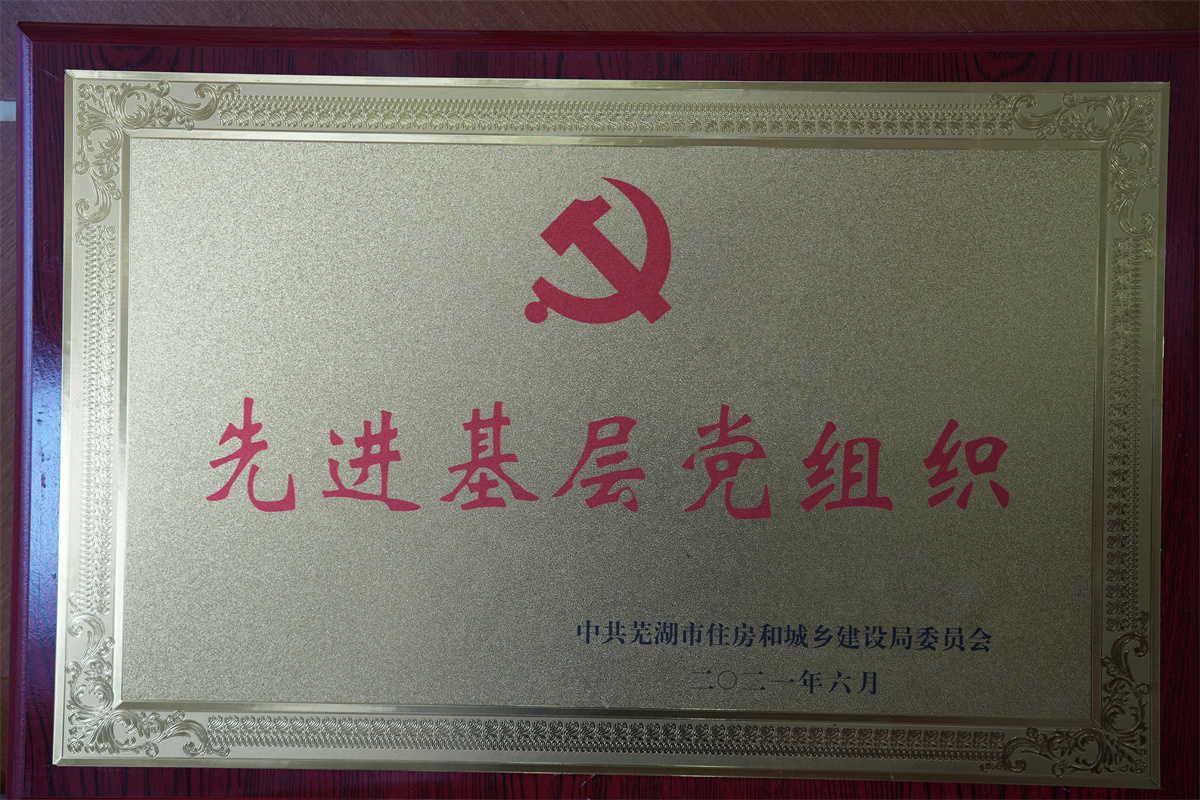 先进基层党组织
中共芜湖市住房和城乡建设局委员会
二〇二一年六月